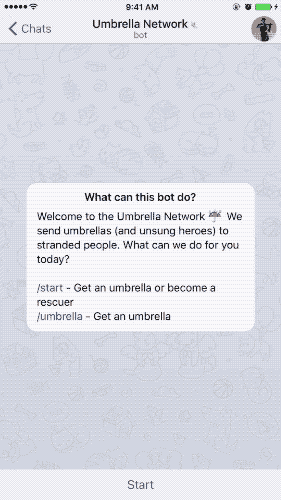 9:41 AM
Chats
Umbrella Network
bot
What can this bot do?
Welcome to the Umbrella Network ☔ We
send umbrellas (and unsung heroes) to
stranded people. What can we do for you
today?
/start - Get an umbrella or become a
rescuer
/umbrella - Get an umbrella
Start